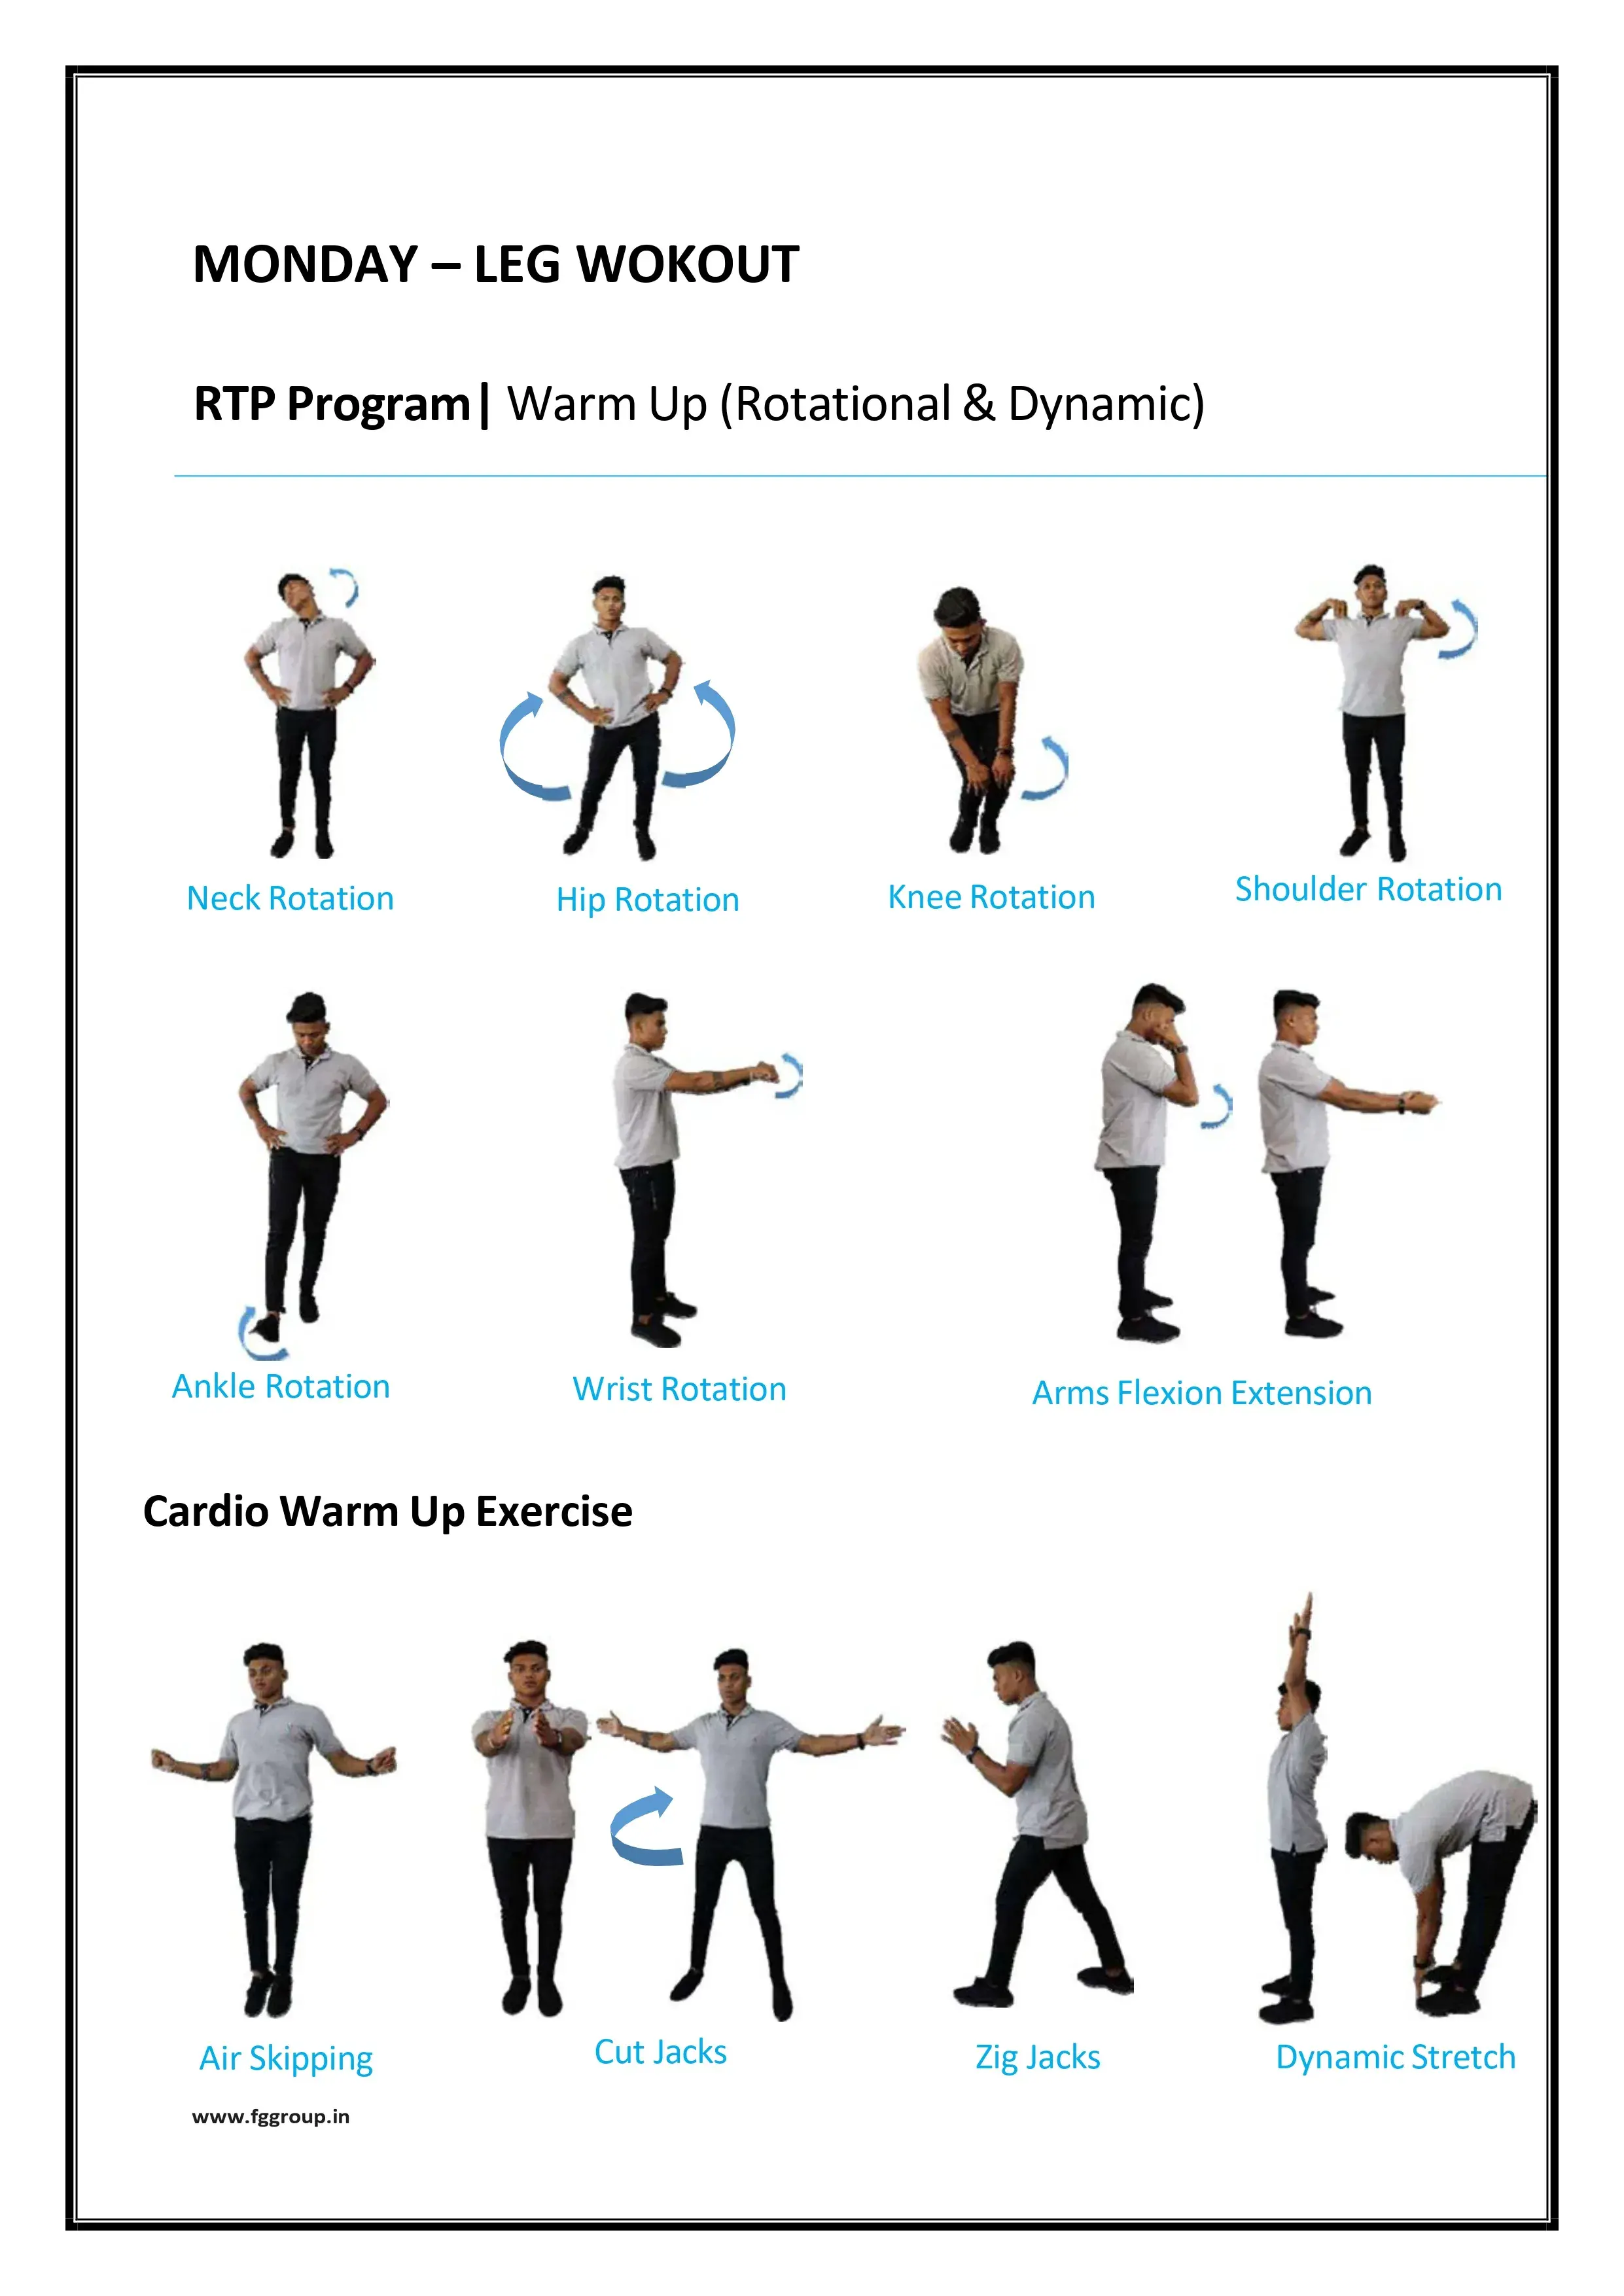 MONDAY – LEG WOKOUT
RTP Program| Warm Up (Rotational & Dynamic)
Neck Rotation
Hip Rotation
Knee Rotation
Shoulder Rotation
Ankle Rotation
Wrist Rotation
Arms Flexion Extension
Cardio Warm Up Exercise
Air Skipping
Cut Jacks
Zig Jacks
Dynamic Stretch
www.fggroup.in